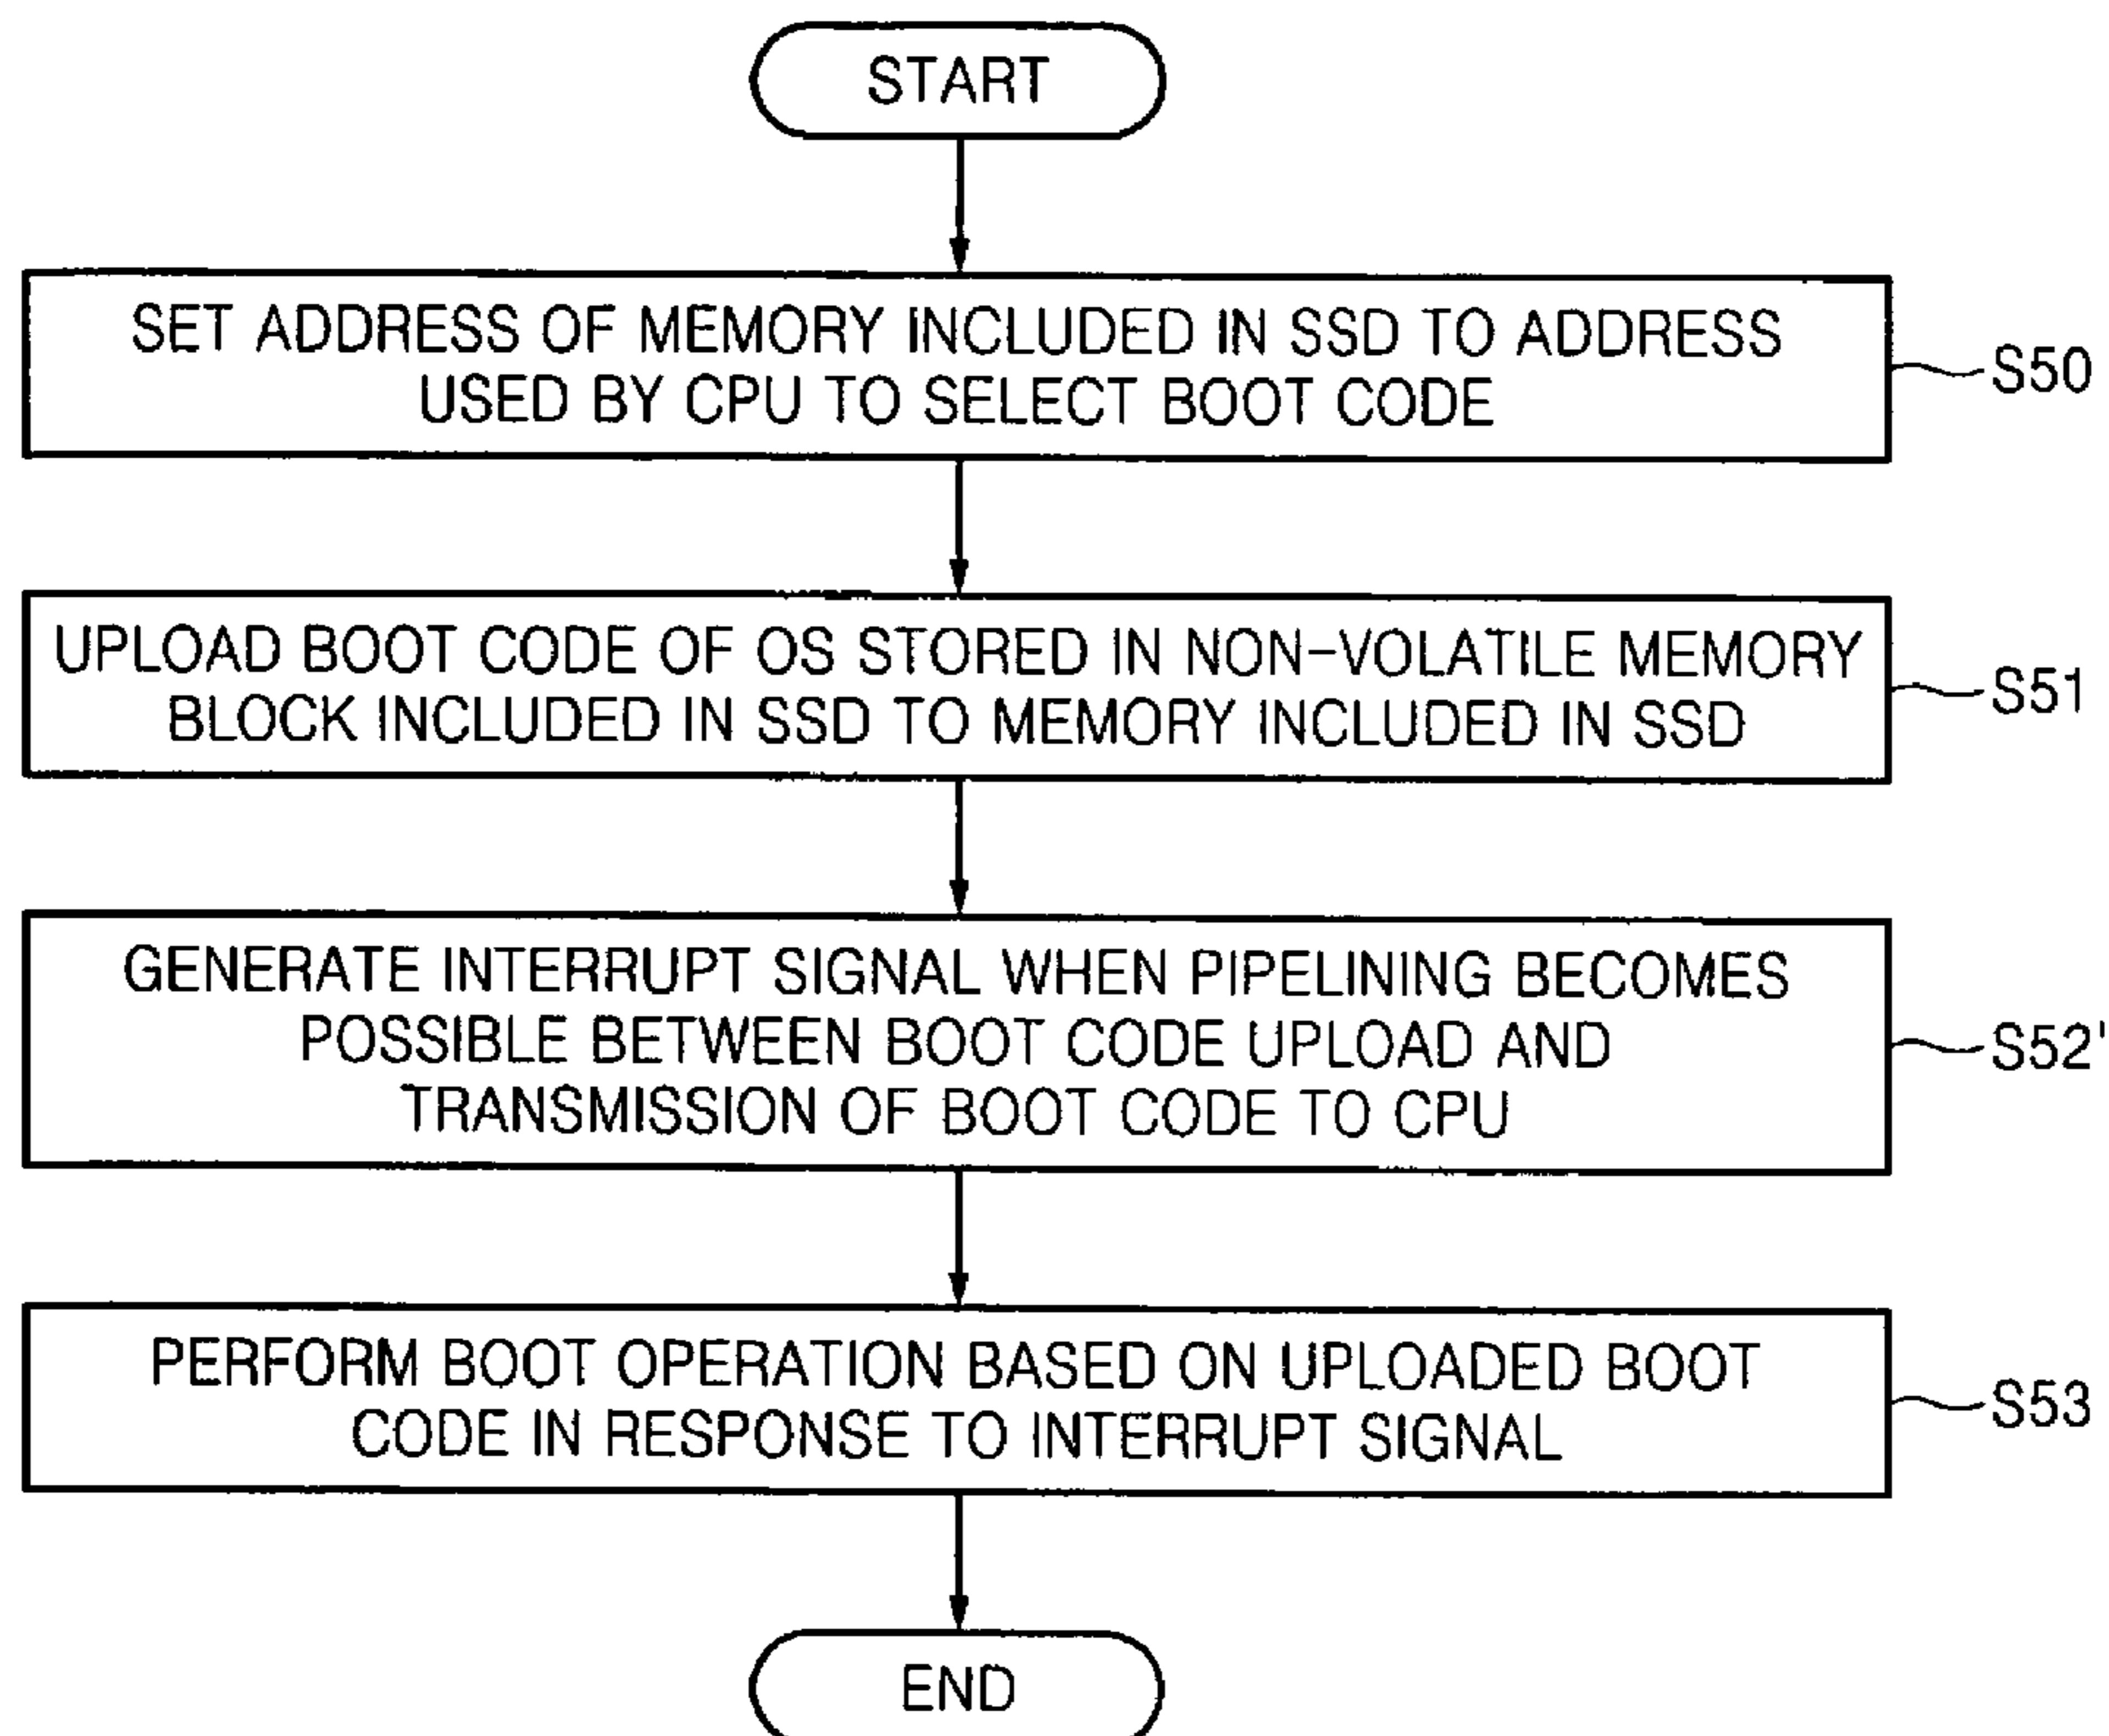 START
SET ADDRESS OF MEMORY INCLUDED IN SSD TO ADDRESS
USED BY CPU TO SELECT BOOT CODE
S50
UPLOAD BOOT CODE OF OS STORED IN NON-VOLATILE MEMORY
BLOCK INCLUDED IN SSD TO MEMORY INCLUDED IN SSD
S51
GENERATE INTERRUPT SIGNAL WHEN PIPELINING BECOMES
POSSIBLE BETWEEN BOOT CODE UPLOAD AND
TRANSMISSION OF BOOT CODE TO CPU
S52'
PERFORM BOOT OPERATION BASED ON UPLOADED BOOT
CODE IN RESPONSE TO INTERRUPT SIGNAL
S53
END